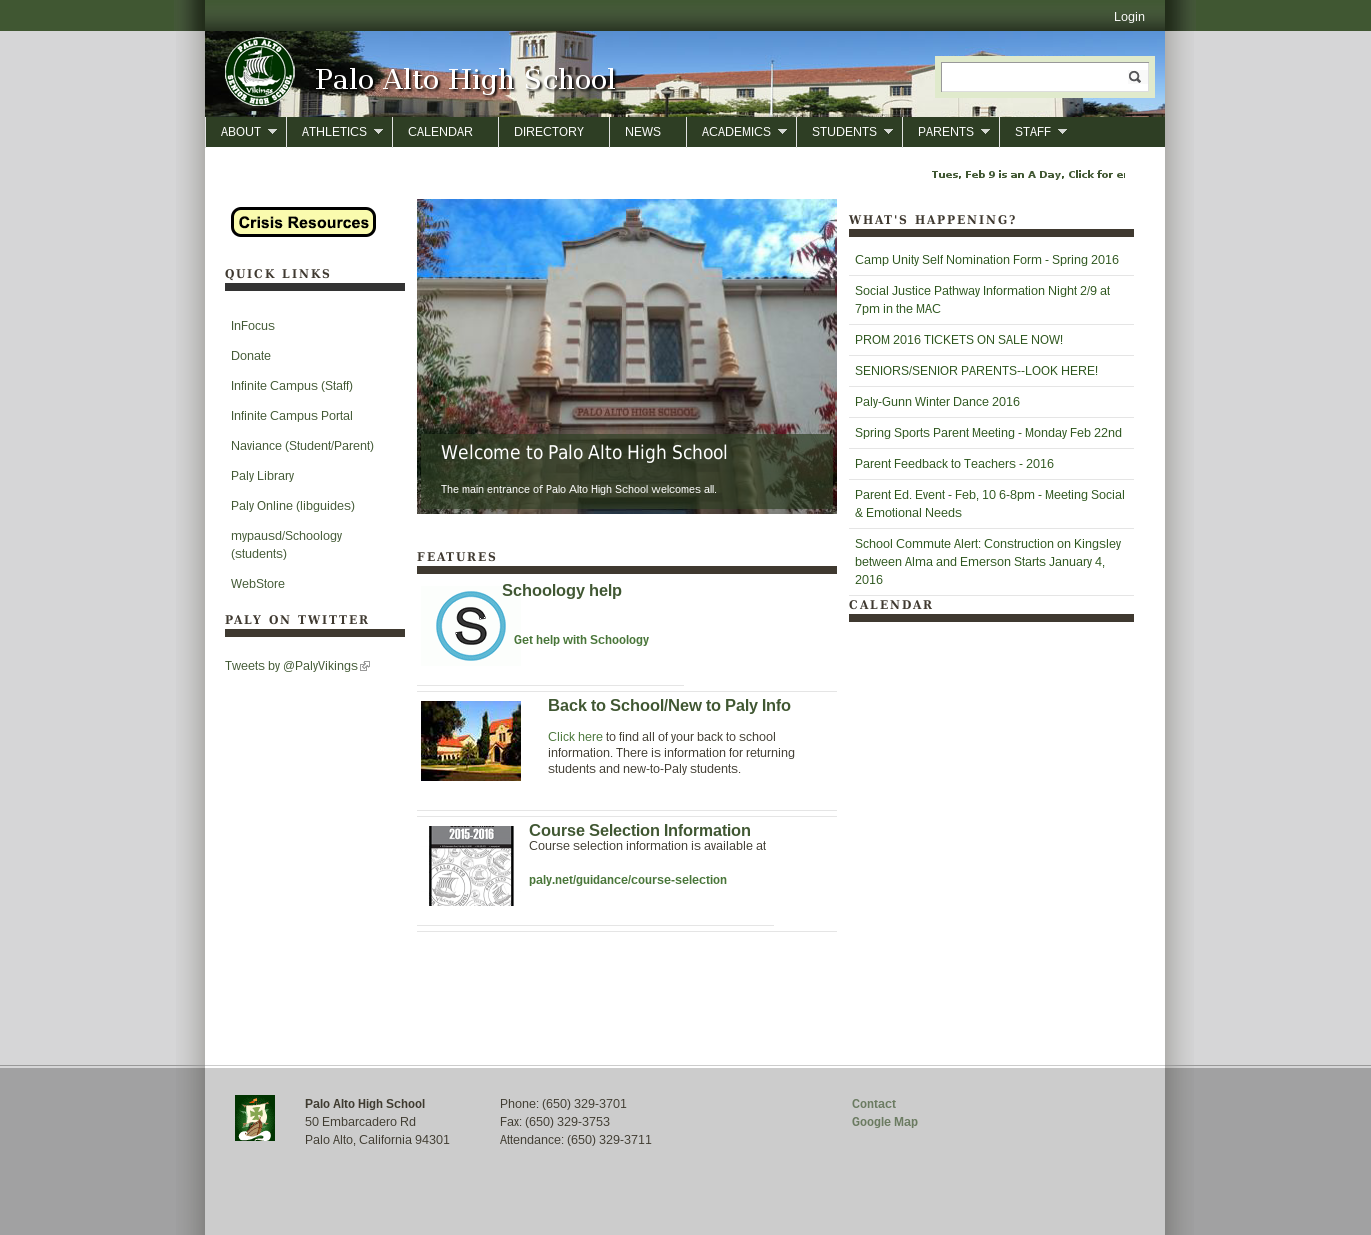 Login
PALO ALTO
Vikings
SENIOR HIGH SCHOOL
Palo Alto High School
ABOUT
ATHLETICS
CALENDAR
DIRECTORY
NEWS
ACADEMICS
STUDENTS
PARENTS
STAFF
Tues, Feb 9 is an A Day, Click for
Crisis Resources
QUICK LINKS
InFocus
Donate
Infinite Campus (Staff)
Infinite Campus Portal
Naviance (Student/Parent)
Paly Library
Paly Online (libguides)
mypausd/Schoology
(students)
WebStore
PALY ON TWITTER
Tweets by @PalyVikings
PALO ALTO HIGH SCHOOL
Welcome to Palo Alto High School
The main entrance of Palo Alto High School welcomes all.
FEATURES
S
Schoology help
Get help with Schoology
Back to School/New to Paly Info
Click here to find all of your back to school
information. There is information for returning
students and new-to-Paly students.
2015-2016
Course Selection Information
Course selection information is available at
paly.net/guidance/course-selection
WHAT'S HAPPENING?
Camp Unity Self Nomination Form - Spring 2016
Social Justice Pathway Information Night 2/9 at
7pm in the MAC
PROM 2016 TICKETS ON SALE NOW!
SENIORS/SENIOR PARENTS--LOOK HERE!
Paly-Gunn Winter Dance 2016
Spring Sports Parent Meeting - Monday Feb 22nd
Parent Feedback to Teachers - 2016
Parent Ed. Event - Feb, 10 6-8pm - Meeting Social
& Emotional Needs
School Commute Alert: Construction on Kingsley
between Alma and Emerson Starts January 4,
2016
CALENDAR
Palo Alto High School
50 Embarcadero Rd
Palo Alto, California 94301
Phone: (650) 329-3701
Fax: (650) 329-3753
Attendance: (650) 329-3711
Contact
Google Map